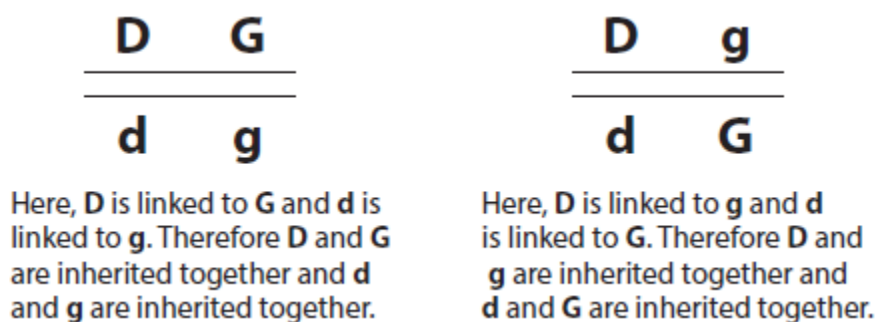 D G
d g
Here, D is linked to G and d is
linked to g. Therefore D and G
are inherited together and d
and g are inherited together.
D g
d G
Here, D is linked to g and d
is linked to G. Therefore D and
g are inherited together and
d and G are inherited together.